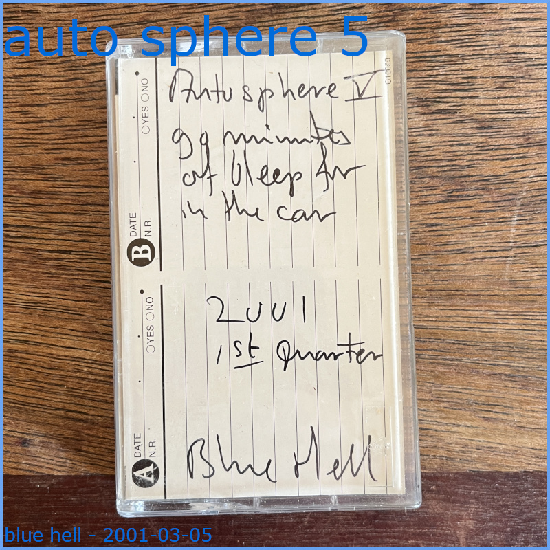 auto sphere 5
Autosphere V
99 minutes
of bleep for
in the car
2001
1st Quarter
Blue Hell
B DATE N.R. YES NO
A DATE N.R. YES NO
blue hell - 2001-03-05